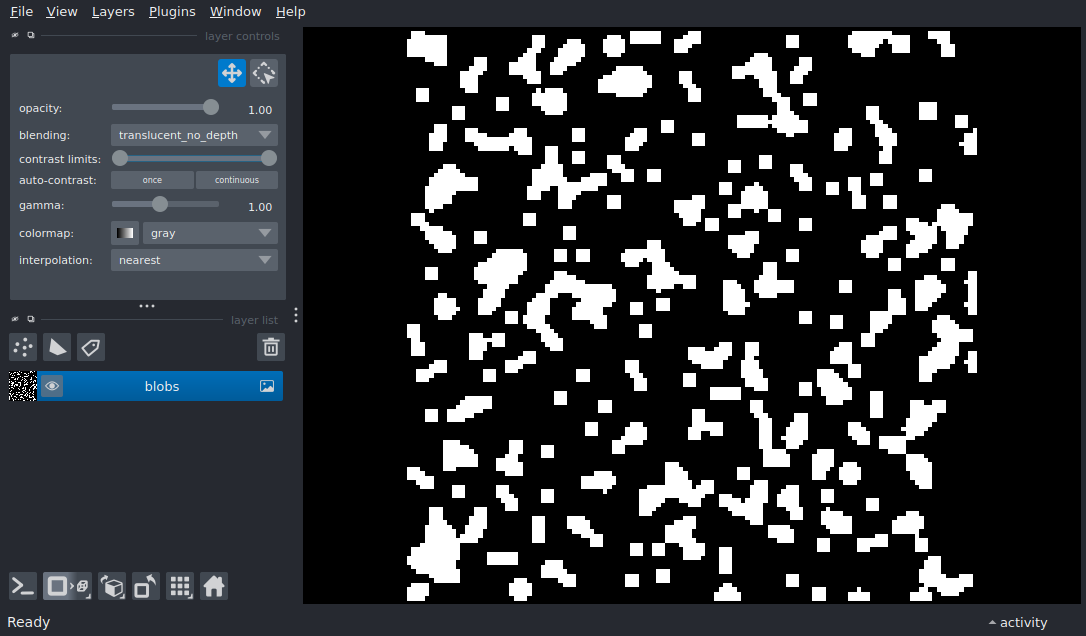 File View Layers Plugins Window Help
layer controls
opacity: 1.00
blending: translucent_no_depth
contrast limits:
auto-contrast: once continuous
gamma: 1.00
colormap: gray
interpolation: nearest
layer list
blobs
Ready
activity